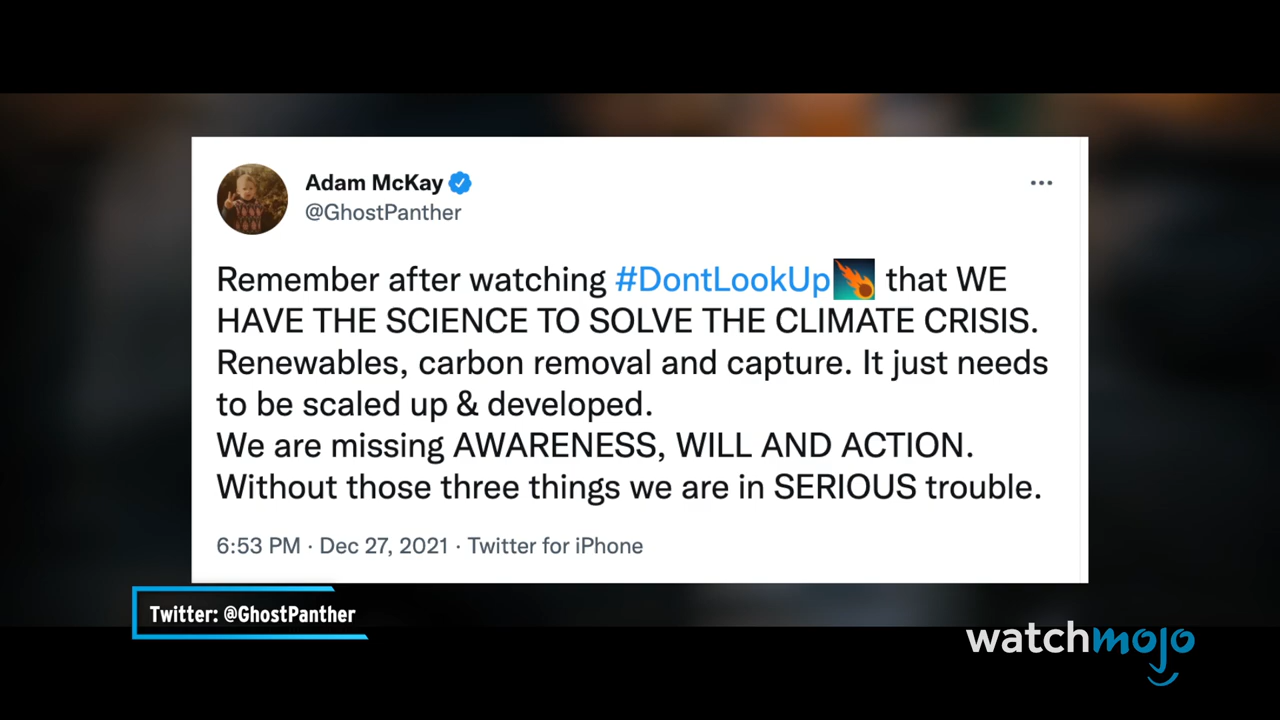 Adam McKay
@GhostPanther
Remember after watching #DontLookUp☄️ that WE
HAVE THE SCIENCE TO SOLVE THE CLIMATE CRISIS.
Renewables, carbon removal and capture. It just needs
to be scaled up & developed.
We are missing AWARENESS, WILL AND ACTION.
Without those three things we are in SERIOUS trouble.
6:53 PM · Dec 27, 2021 · Twitter for iPhone
Twitter: @GhostPanther
watchmojo